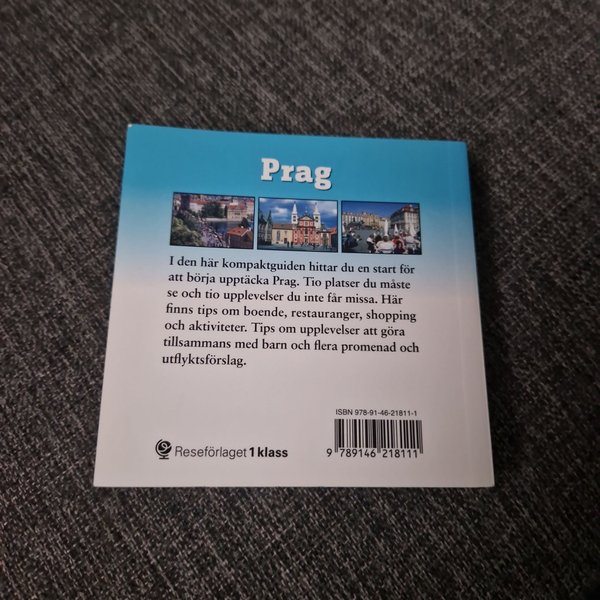 Prag
I den här kompaktguiden hittar du en start för
att börja upptäcka Prag. Tio platser du måste
se och tio upplevelser du inte får missa. Här
finns tips om boende, restauranger, shopping
och aktiviteter. Tips om upplevelser att göra
tillsammans med barn och flera promenad och
utflyktsförslag.
ISBN 978-91-46-21811-1
9 789146 218111
Reseförlaget 1 klass